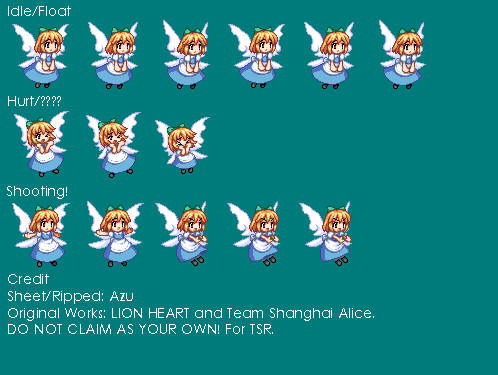 Idle/Float
Hurt/????
Shooting!
Credit
Sheet/Ripped: Azu
Original Works: LION HEART and Team Shanghai Alice.
DO NOT CLAIM AS YOUR OWN! For TSR.